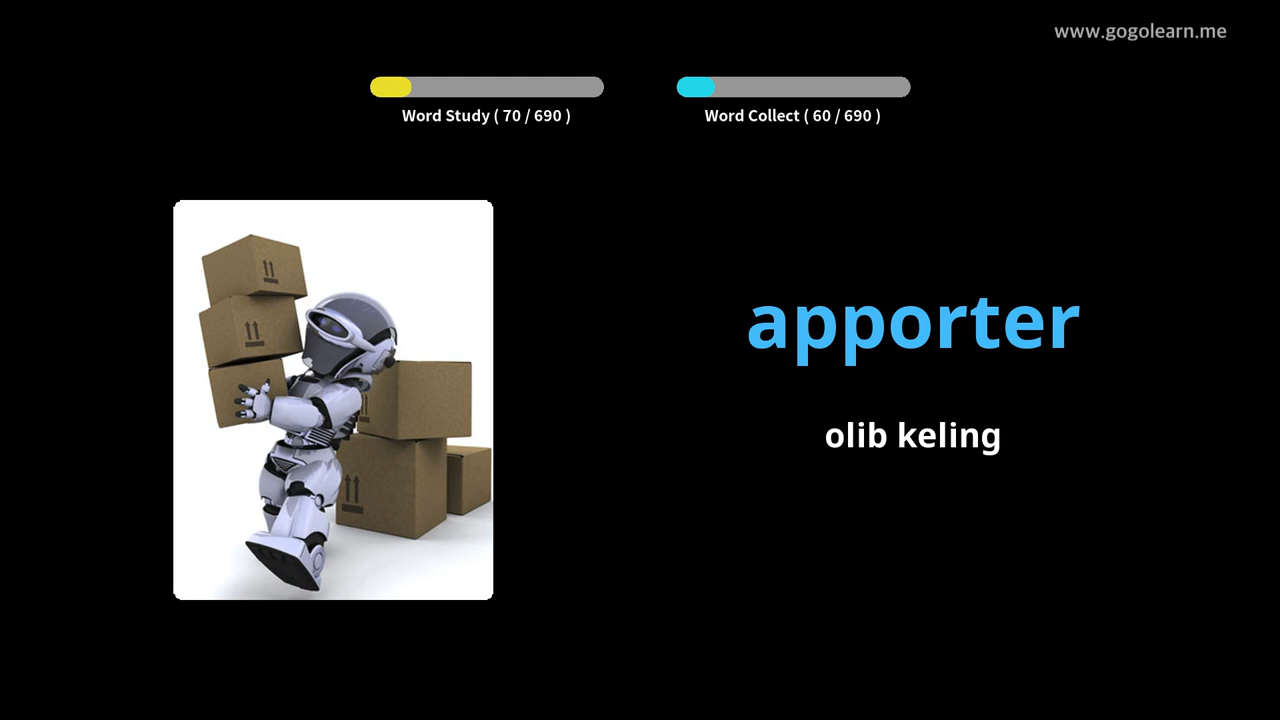 www.gogolearn.me
Word Study ( 70 / 690 )
Word Collect ( 60 / 690 )
apporter
olib keling